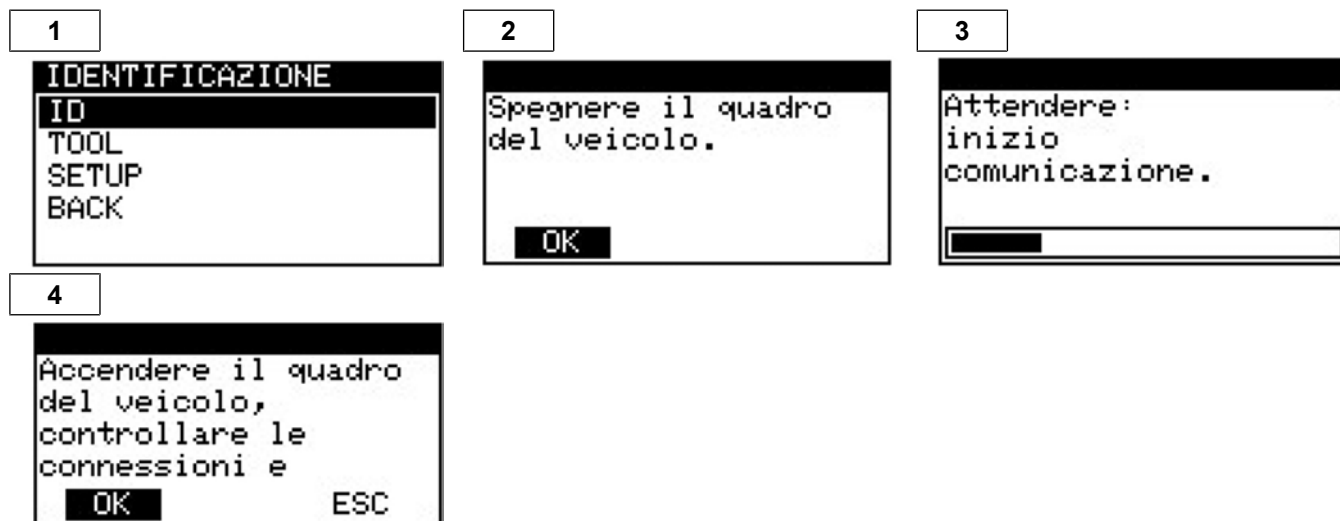 1
IDENTIFICAZIONE
ID
TOOL
SETUP
BACK
2
Spegnere il quadro
del veicolo.
OK
3
Attendere:
inizio
comunicazione.
4
Accendere il quadro
del veicolo,
controllare le
connessioni e
OK ESC